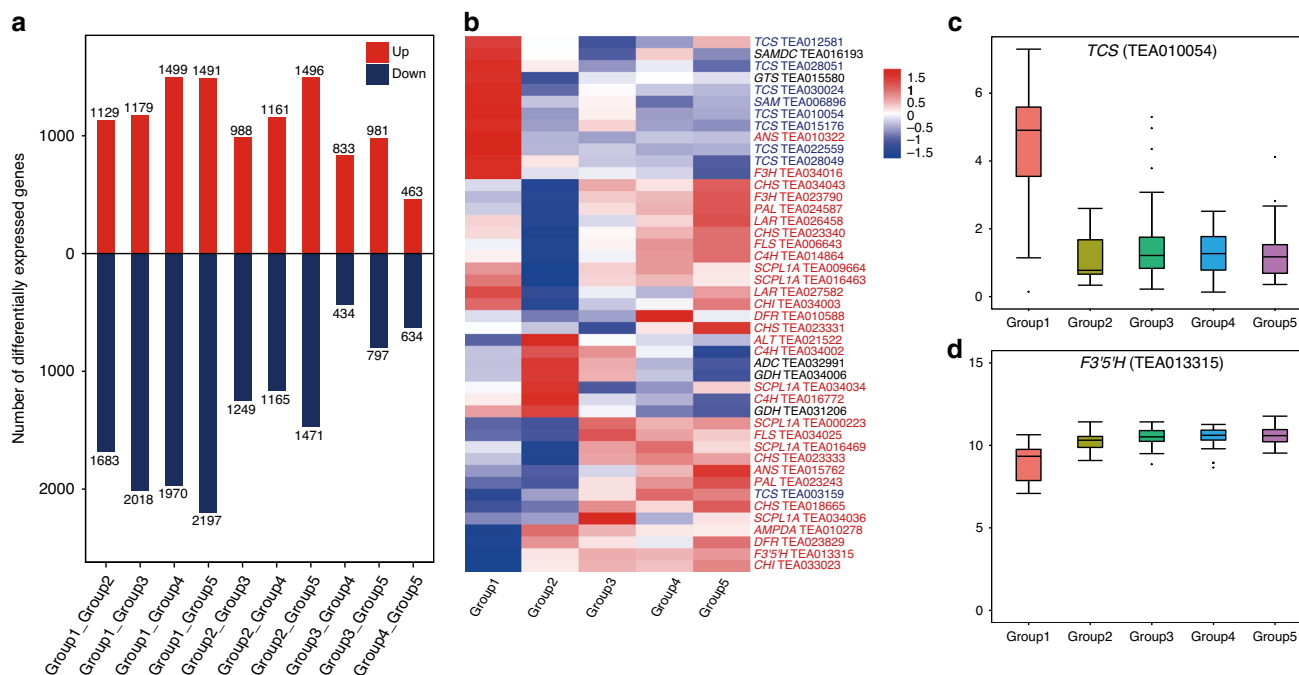 a
Up
Down
Number of differentially expressed genes
1000
0
1000
2000
1129
1179
1499
1491
988
1161
1496
833
981
463
1683
2018
1970
2197
1249
1165
1471
434
797
634
Group1_Group2
Group1_Group3
Group1_Group4
Group1_Group5
Group2_Group3
Group2_Group4
Group2_Group5
Group3_Group4
Group3_Group5
Group4_Group5
b
TCS TEA012581
SAMDC TEA016193
TCS TEA028051
GTS TEA015580
TCS TEA030024
SAM TEA006896
TCS TEA010054
TCS TEA015176
ANS TEA010322
TCS TEA022559
TCS TEA028049
F3H TEA034016
CHS TEA034043
F3H TEA023790
PAL TEA024587
LAR TEA026458
CHS TEA023340
FLS TEA006643
C4H TEA014864
SCPL1A TEA009664
SCPL1A TEA016463
LAR TEA027582
CHI TEA034003
DFR TEA010588
CHS TEA023331
ALT TEA021522
C4H TEA034002
ADC TEA032991
GDH TEA034006
SCPL1A TEA034034
C4H TEA016772
GDH TEA031206
SCPL1A TEA000223
FLS TEA034025
SCPL1A TEA016469
CHS TEA023333
ANS TEA015762
PAL TEA023243
TCS TEA003159
CHS TEA018665
SCPL1A TEA034036
AMPDA TEA010278
DFR TEA023829
F3'5'H TEA013315
CHI TEA033023
Group1
Group2
Group3
Group4
Group5
1.5
1
0.5
0
−0.5
−1
−1.5
c
TCS (TEA010054)
6
4
2
0
Group1
Group2
Group3
Group4
Group5
d
F3'5'H (TEA013315)
15
10
5
0
Group1
Group2
Group3
Group4
Group5